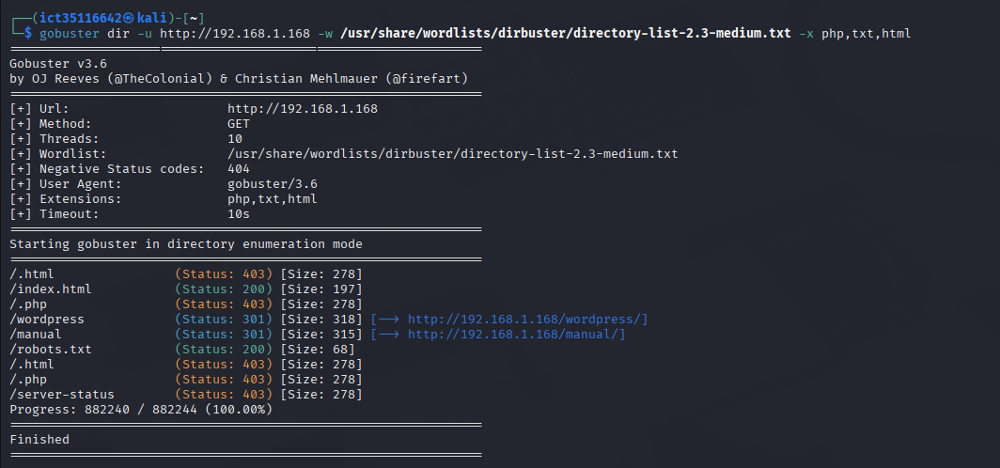 ┌──(ict35116642㉿kali)-[~]
└─$ gobuster dir -u http://192.168.1.168 -w /usr/share/wordlists/dirbuster/directory-list-2.3-medium.txt -x php,txt,html
===============================================================
Gobuster v3.6
by OJ Reeves (@TheColonial) & Christian Mehlmauer (@firefart)
===============================================================
[+] Url:                     http://192.168.1.168
[+] Method:                  GET
[+] Threads:                 10
[+] Wordlist:                /usr/share/wordlists/dirbuster/directory-list-2.3-medium.txt
[+] Negative Status codes:   404
[+] User Agent:              gobuster/3.6
[+] Extensions:              php,txt,html
[+] Timeout:                 10s
===============================================================
Starting gobuster in directory enumeration mode
===============================================================
/.html                (Status: 403) [Size: 278]
/index.html           (Status: 200) [Size: 197]
/.php                 (Status: 403) [Size: 278]
/wordpress            (Status: 301) [Size: 318] [--> http://192.168.1.168/wordpress/]
/manual               (Status: 301) [Size: 315] [--> http://192.168.1.168/manual/]
/robots.txt           (Status: 200) [Size: 68]
/.html                (Status: 403) [Size: 278]
/.php                 (Status: 403) [Size: 278]
/server-status        (Status: 403) [Size: 278]
Progress: 882240 / 882244 (100.00%)
===============================================================
Finished
===============================================================